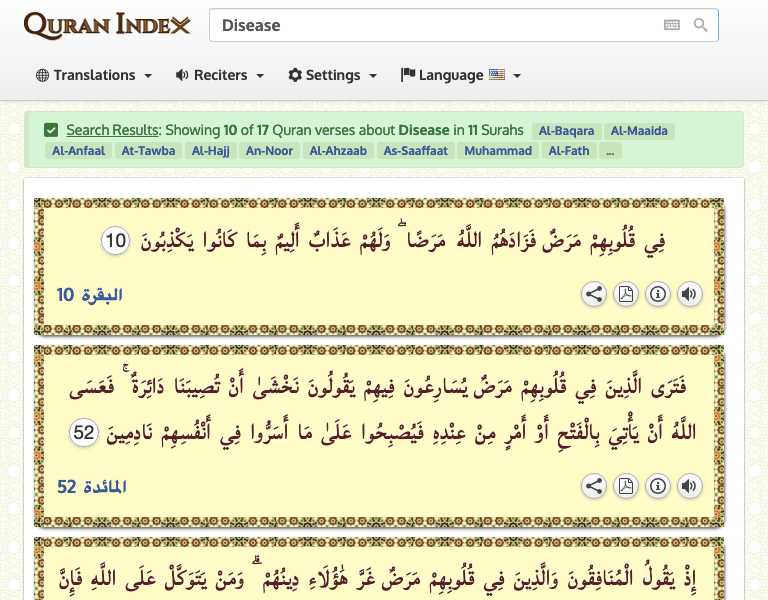 QURAN INDEX
Disease
Translations Reciters Settings Language
Search Results: Showing 10 of 17 Quran verses about Disease in 11 Surahs Al-Baqara Al-Maaida
Al-Anfaal At-Tawba Al-Hajj An-Noor Al-Ahzaab As-Saaffaat Muhammad Al-Fath ...
فِي قُلُوبِهِمْ مَرَضٌ فَزَادَهُمُ اللَّهُ مَرَضًا ۖ وَلَهُمْ عَذَابٌ أَلِيمٌ بِمَا كَانُوا يَكْذِبُونَ 10
البقرة 10
فَتَرَى الَّذِينَ فِي قُلُوبِهِمْ مَرَضٌ يُسَارِعُونَ فِيهِمْ يَقُولُونَ نَخْشَىٰ أَنْ تُصِيبَنَا دَائِرَةٌ ۚ فَعَسَى
اللَّهُ أَنْ يَأْتِيَ بِالْفَتْحِ أَوْ أَمْرٍ مِنْ عِنْدِهِ فَيُصْبِحُوا عَلَىٰ مَا أَسَرُّوا فِي أَنْفُسِهِمْ نَادِمِينَ 52
المائدة 52
إِذْ يَقُولُ الْمُنَافِقُونَ وَالَّذِينَ فِي قُلُوبِهِمْ مَرَضٌ غَرَّ هَٰؤُلَاءِ دِينُهُمْ ۗ وَمَنْ يَتَوَكَّلْ عَلَى اللَّهِ فَإِنَّ